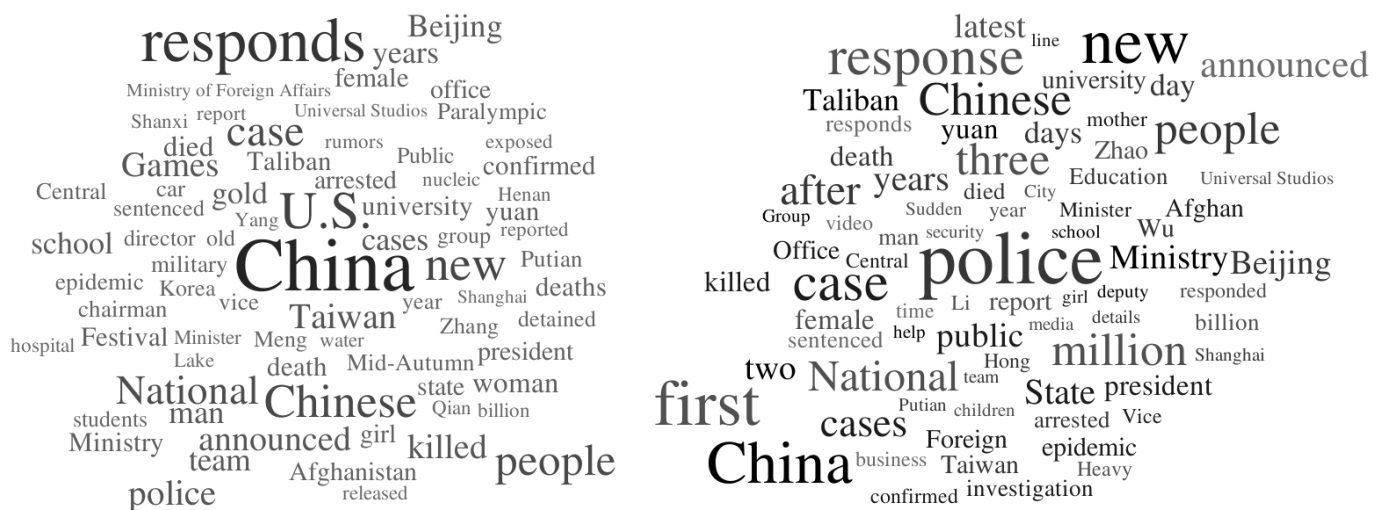 responds Beijing
years
Ministry of Foreign Affairs female office
Shanxi report Universal Studios Paralympic
died case rumors Public exposed
Games Taliban confirmed
Central car gold arrested nucleic Henan
sentenced Yang U.S. university yuan
school director old cases group reported
military China new Putian
epidemic Korea vice year Shanghai deaths
chairman Taiwan Zhang detained
hospital Festival Minister Meng water
Lake death Mid-Autumn president
National Chinese state woman
students man Qian billion
Ministry announced girl killed people
team Afghanistan
police released
latest line new
response announced
university day
Taliban Chinese
responds yuan days mother people
death three Zhao
after years died City Education Universal Studios
Group video Sudden year Minister Afghan
man security school Wu
Office Central police Ministry Beijing
killed case Li report girl deputy responded
female time media details billion
sentenced help public
Hong million Shanghai
two National team State president
first Putian children arrested Vice
cases Foreign epidemic
China business Taiwan Heavy
confirmed investigation